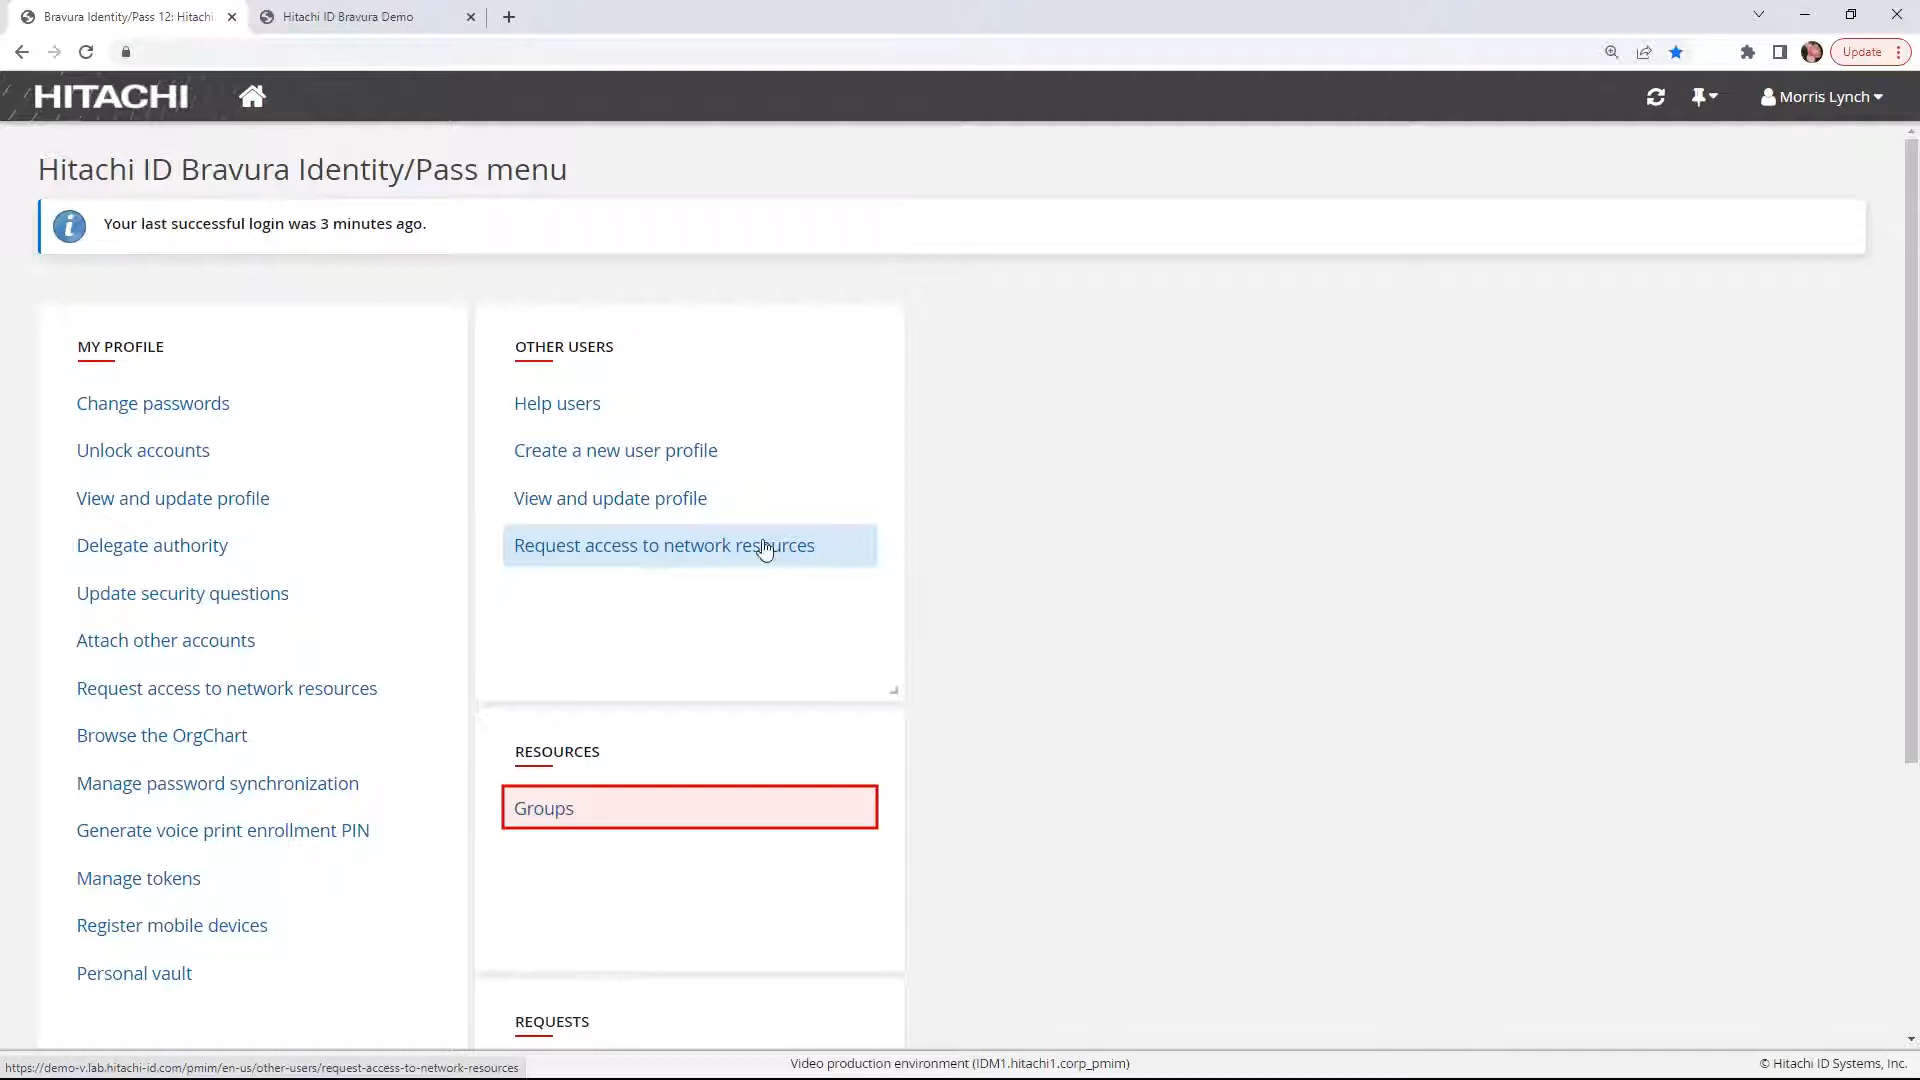 Bravura Identity/Pass 12: Hitachi
Hitachi ID Bravura Demo
Update
HITACHI
Morris Lynch
Hitachi ID Bravura Identity/Pass menu
Your last successful login was 3 minutes ago.
MY PROFILE
Change passwords
Unlock accounts
View and update profile
Delegate authority
Update security questions
Attach other accounts
Request access to network resources
Browse the OrgChart
Manage password synchronization
Generate voice print enrollment PIN
Manage tokens
Register mobile devices
Personal vault
OTHER USERS
Help users
Create a new user profile
View and update profile
Request access to network resources
RESOURCES
Groups
REQUESTS
https://demo-v.lab.hitachi-id.com/pmim/en-us/other-users/request-access-to-network-resources
Video production environment (IDM1.hitachi1.corp_pmim)
© Hitachi ID Systems, Inc.